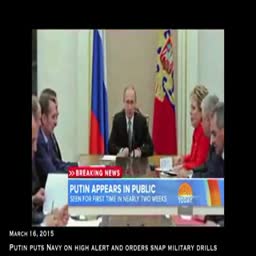 BREAKING NEWS
PUTIN APPEARS IN PUBLIC
SEEN FOR FIRST TIME IN NEARLY TWO WEEKS
TODAY
MARCH 16, 2015
PUTIN PUTS NAVY ON HIGH ALERT AND ORDERS SNAP MILITARY DRILLS